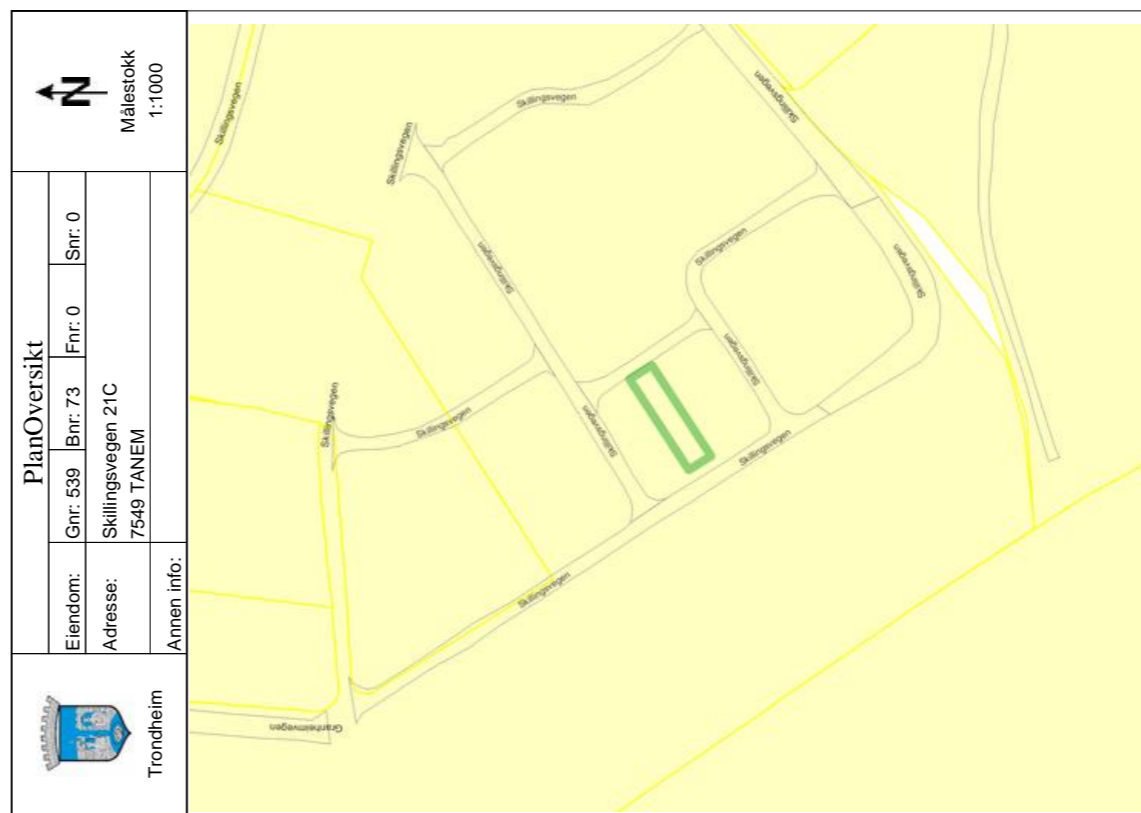 Trondheim
PlanOversikt
Eiendom: Gnr: 539 Bnr: 73 Fnr: 0 Snr: 0
Adresse: Skillingsvegen 21C
7549 TANEM
Annen info:
N
Målestokk
1:1000
Skillingsvegen
Skillingsvegen
Skillingsvegen
Skillingsvegen
Skillingsvegen
Skillingsvegen
Skillingsvegen
Skillingsvegen
Skillingsvegen
Skillingsvegen
Skillingsvegen
Skillingsvegen
Skillingsvegen
Granheimvegen